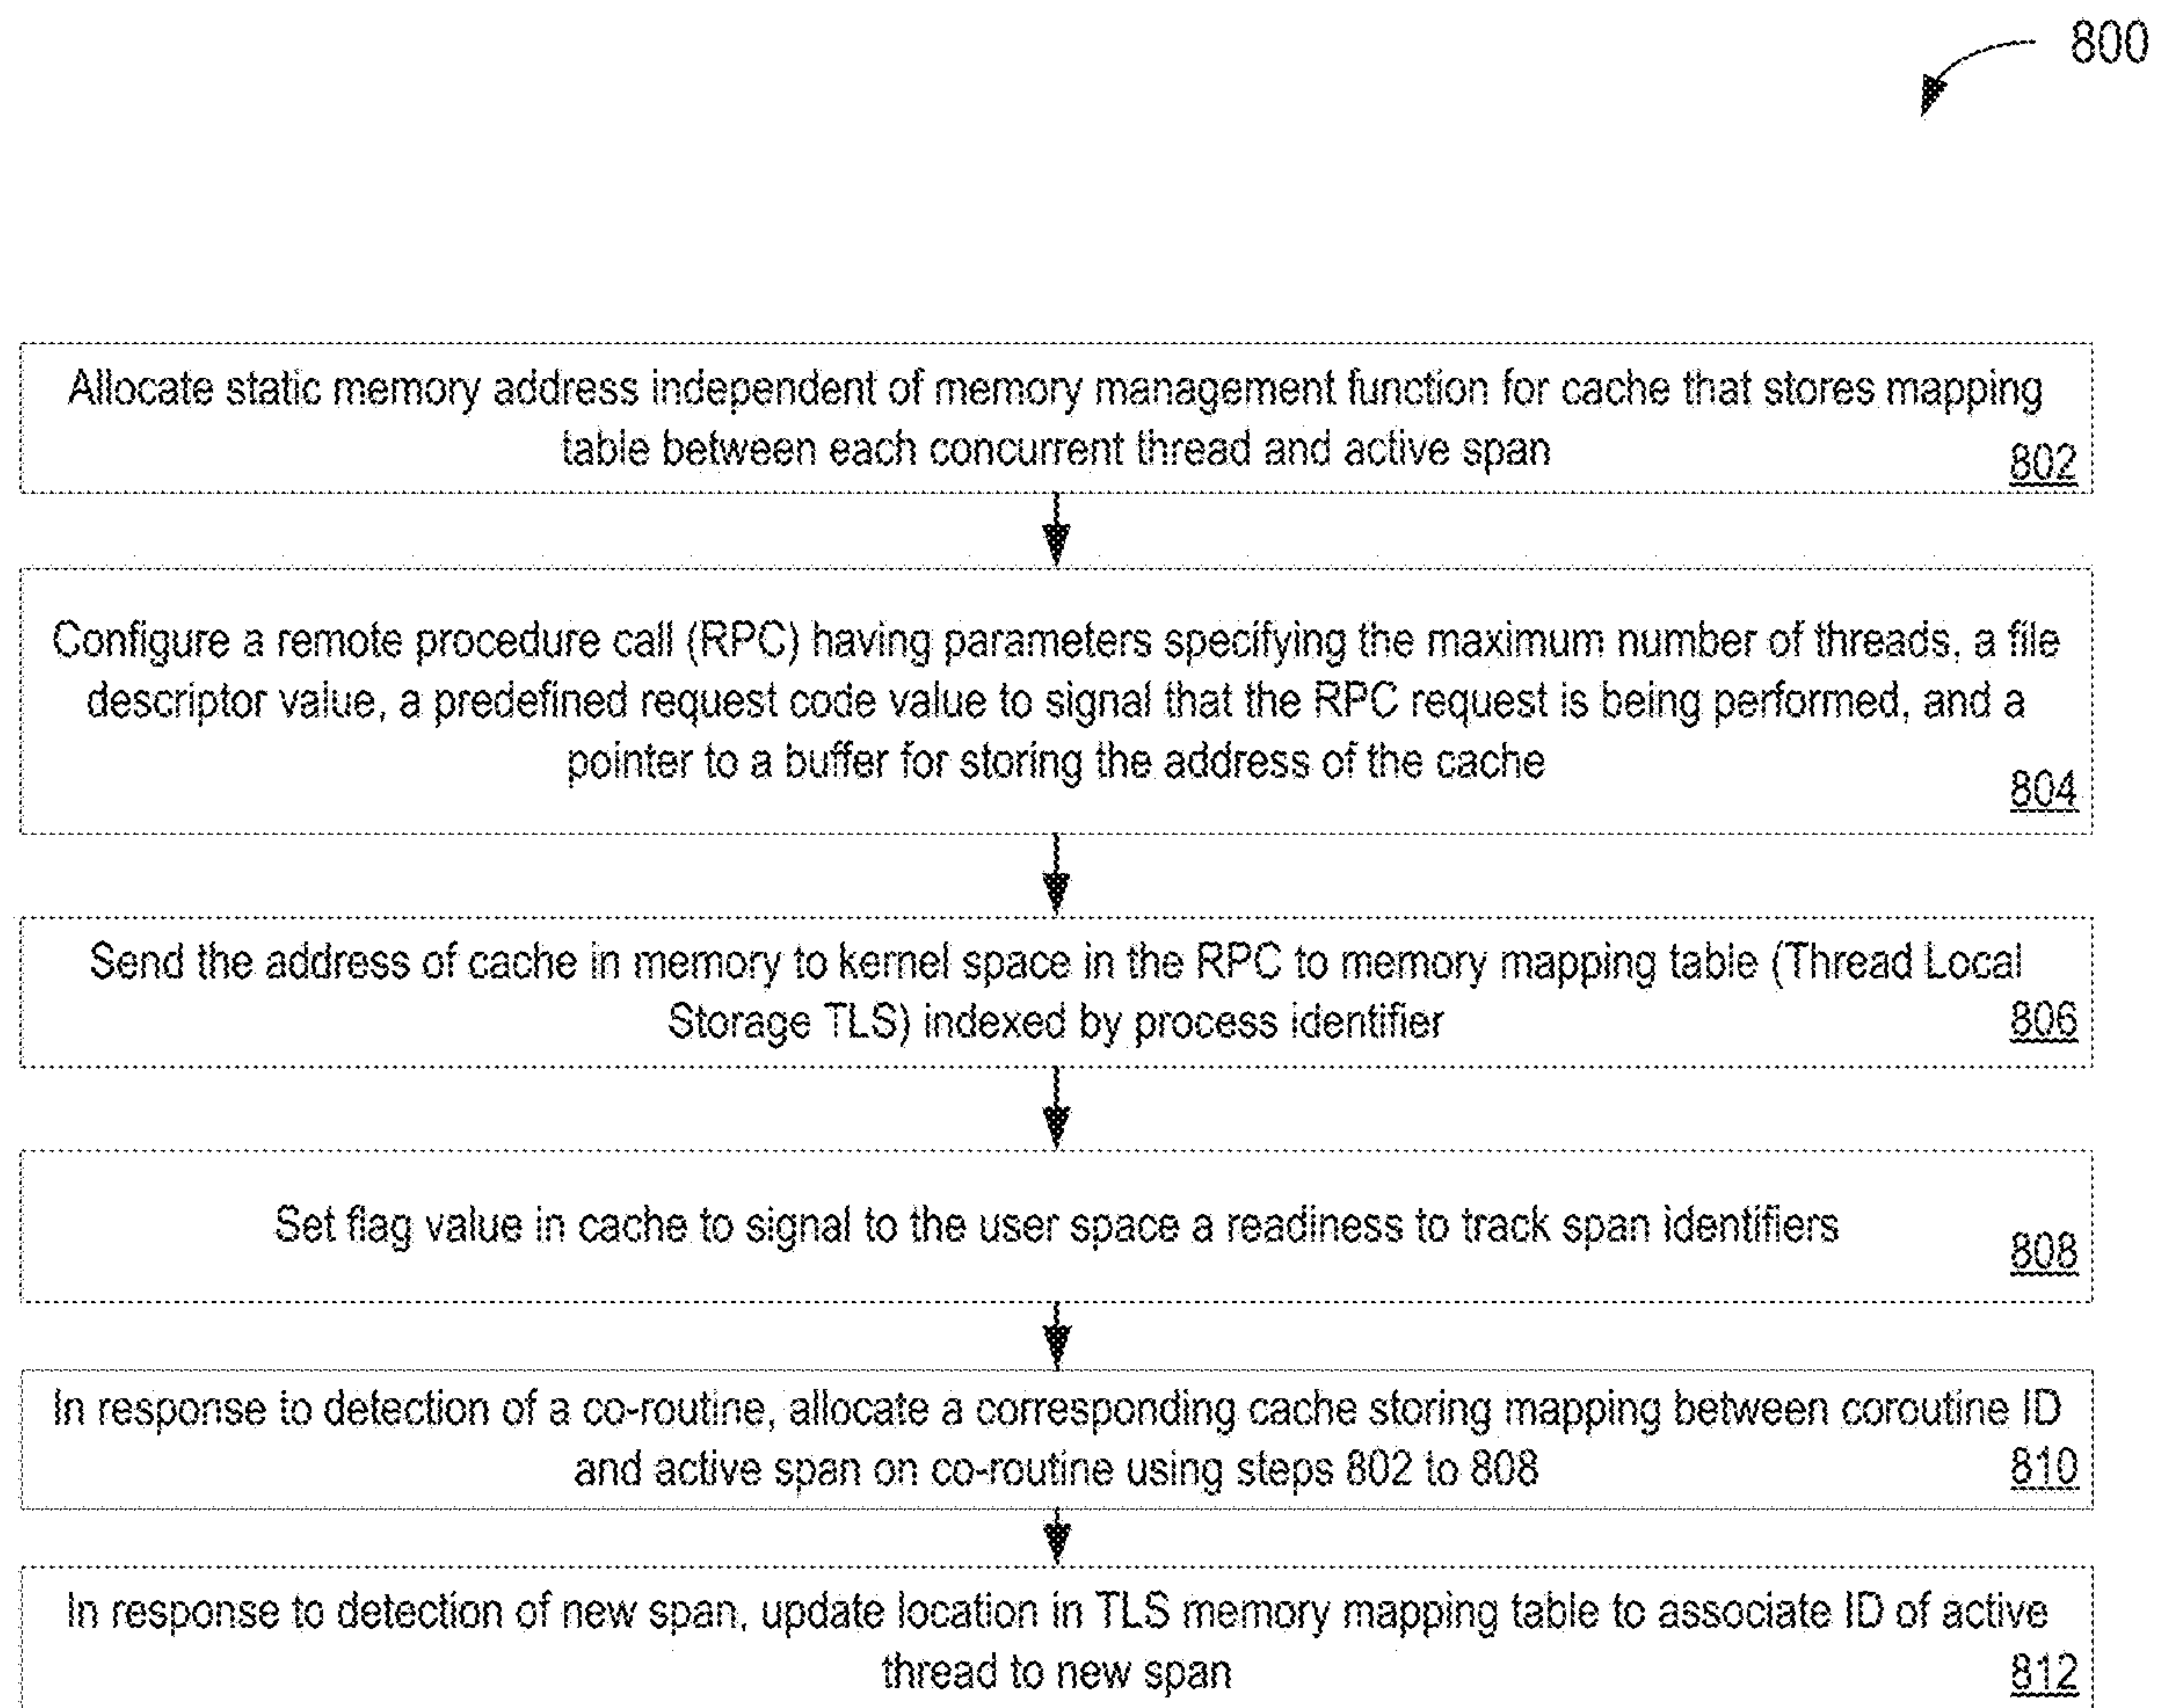 800
Allocate static memory address independent of memory management function for cache that stores mapping
table between each concurrent thread and active span
802
Configure a remote procedure call (RPC) having parameters specifying the maximum number of threads, a file
descriptor value, a predefined request code value to signal that the RPC request is being performed, and a
pointer to a buffer for storing the address of the cache
804
Send the address of cache in memory to kernel space in the RPC to memory mapping table (Thread Local
Storage TLS) indexed by process identifier
806
Set flag value in cache to signal to the user space a readiness to track span identifiers
808
In response to detection of a co-routine, allocate a corresponding cache storing mapping between coroutine ID
and active span on co-routine using steps 802 to 808
810
In response to detection of new span, update location in TLS memory mapping table to associate ID of active
thread to new span
812